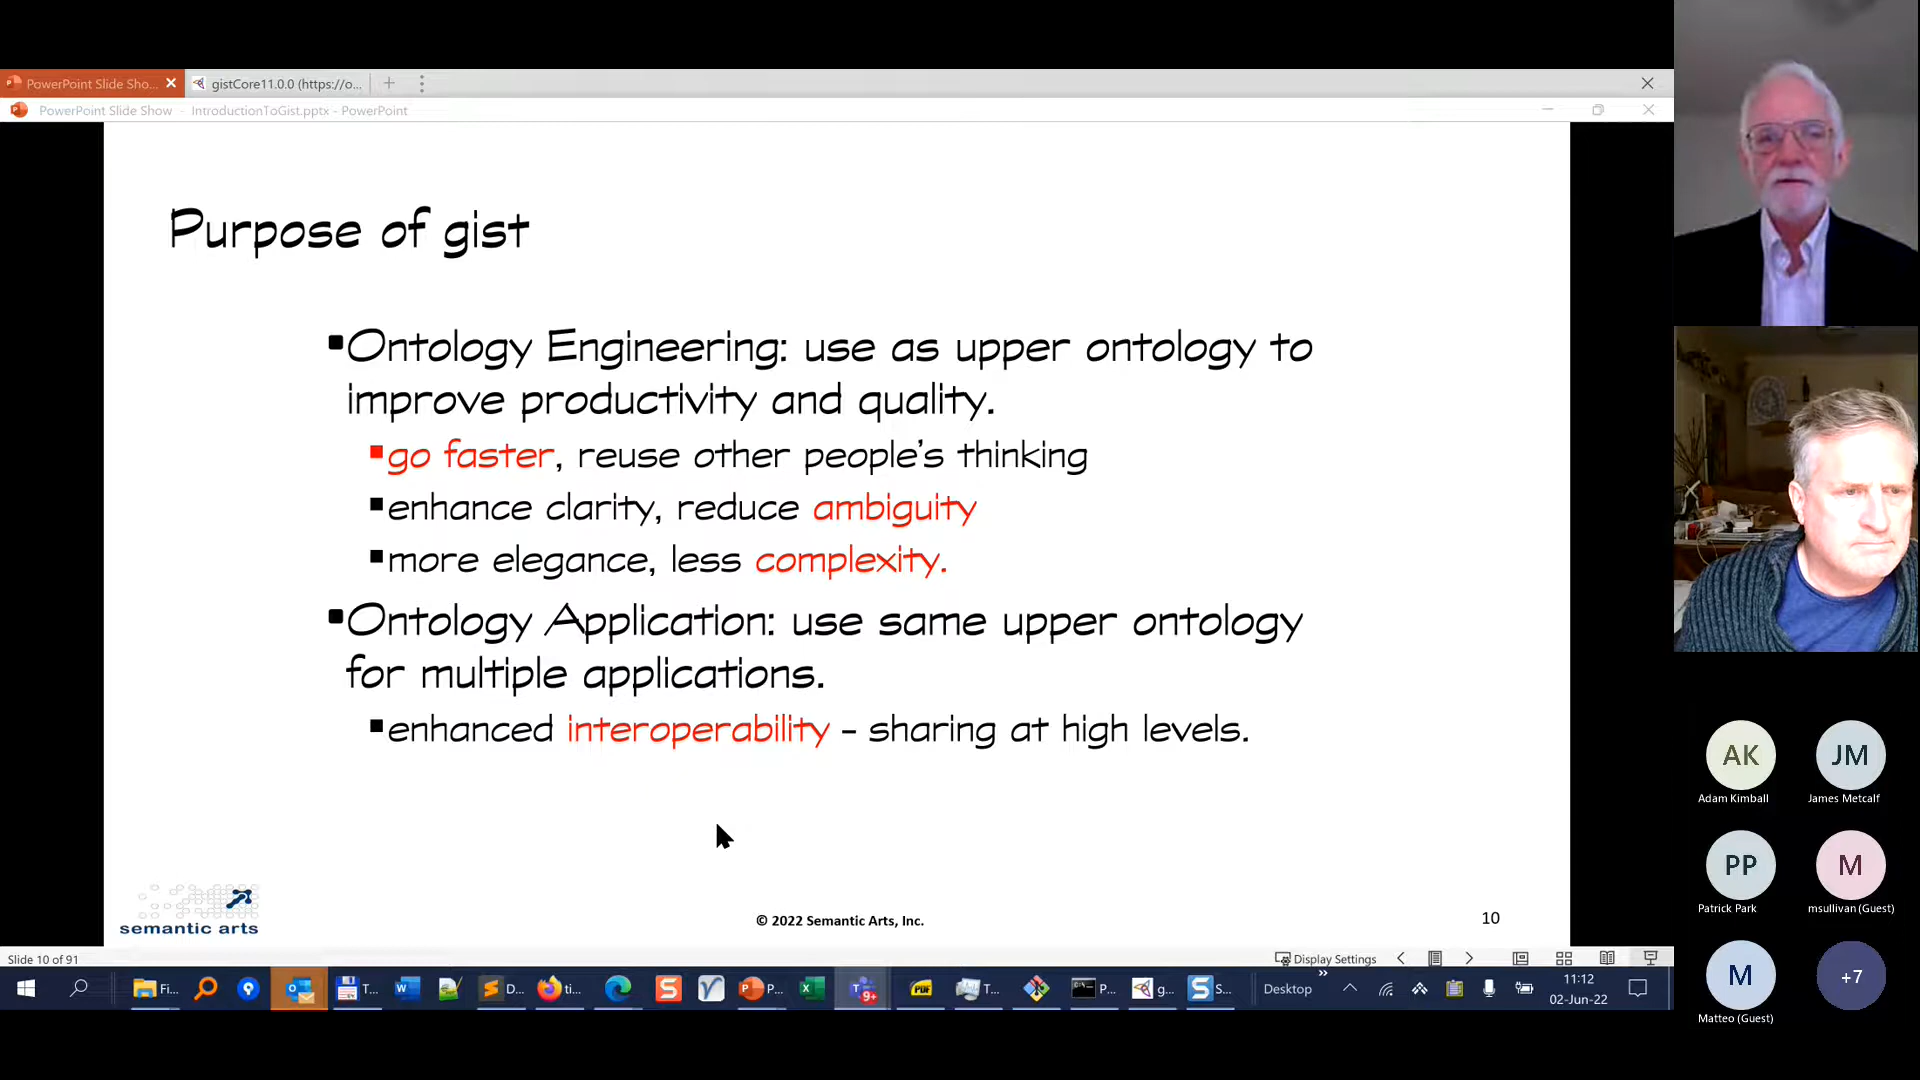 PowerPoint Slide Sho...
gistCore11.0.0 (https://o...
PowerPoint Slide Show - IntroductionToGist.pptx - PowerPoint
Purpose of gist
Ontology Engineering: use as upper ontology to
improve productivity and quality.
go faster, reuse other people's thinking
enhance clarity, reduce ambiguity
more elegance, less complexity.
Ontology Application: use same upper ontology
for multiple applications.
enhanced interoperability - sharing at high levels.
semantic arts
© 2022 Semantic Arts, Inc.
10
Slide 10 of 91
Display Settings
Fi...
T...
D...
ti...
P...
9+
T...
P...
g...
S...
Desktop
11:12
02-Jun-22
AK
Adam Kimball
JM
James Metcalf
PP
Patrick Park
M
msullivan (Guest)
M
Matteo (Guest)
+7